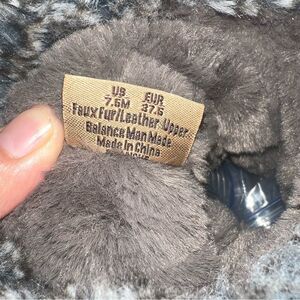 US EUR
7.5M 37.5
Faux Fur/Leather Upper
Balance Man Made
Made in China